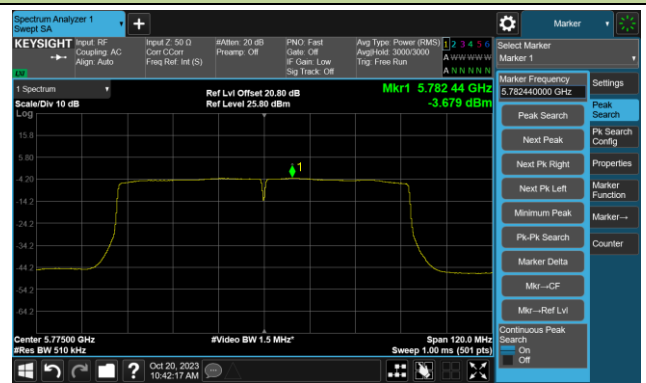 Spectrum Analyzer 1
Swept SA
+
Marker
KEYSIGHT
Input: RF
Coupling: AC
Align: Auto
Input Z: 50 Ω
Corr CCorr
Freq Ref: Int (S)
#Atten: 20 dB
Preamp: Off
PNO: Fast
Gate: Off
IF Gain: Low
Sig Track: Off
Avg Type: Power (RMS)
Avg|Hold: 3000/3000
Trig: Free Run
1 2 3 4 5 6
A W W W W W
A N N N N N
LXI
Select Marker
Marker 1
1 Spectrum
Scale/Div 10 dB
Log
Ref Lvl Offset 20.80 dB
Ref Level 25.80 dBm
Mkr1 5.782 44 GHz
-3.679 dBm
15.8
5.80
-4.20
-14.2
-24.2
-34.2
-44.2
-54.2
-64.2
1
Center 5.77500 GHz
#Res BW 510 kHz
#Video BW 1.5 MHz*
Span 120.0 MHz
Sweep 1.00 ms (501 pts)
Marker Frequency
5.782440000 GHz
Peak Search
Next Peak
Next Pk Right
Next Pk Left
Minimum Peak
Pk-Pk Search
Marker Delta
Mkr→CF
Mkr→Ref Lvl
Continuous Peak
Search
On
Off
Settings
Peak
Search
Pk Search
Config
Properties
Marker
Function
Marker→
Counter
?
Oct 20, 2023
10:42:17 AM